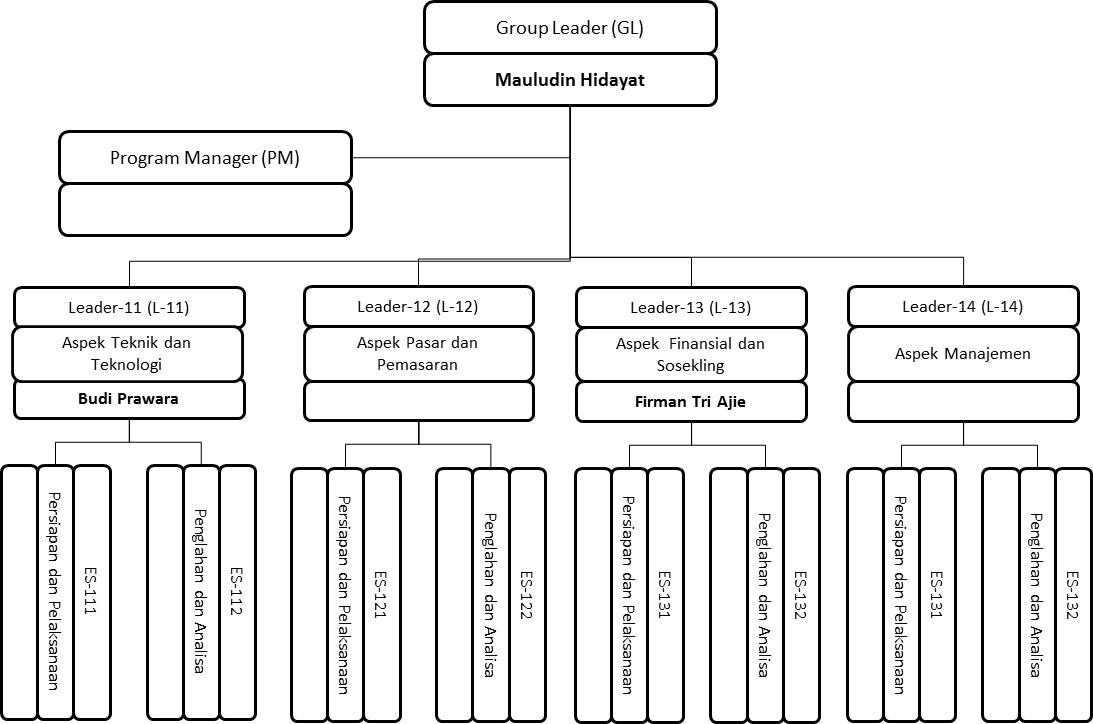 Group Leader (GL)
Mauludin Hidayat
Program Manager (PM)
Leader-11 (L-11)
Aspek Teknik dan
Teknologi
Budi Prawara
Leader-12 (L-12)
Aspek Pasar dan
Pemasaran
Leader-13 (L-13)
Aspek Finansial dan
Sosekling
Firman Tri Ajie
Leader-14 (L-14)
Aspek Manajemen
Persiapan dan Pelaksanaan
ES-111
Penglahan dan Analisa
ES-112
Persiapan dan Pelaksanaan
ES-121
Penglahan dan Analisa
ES-122
Persiapan dan Pelaksanaan
ES-131
Penglahan dan Analisa
ES-132
Persiapan dan Pelaksanaan
ES-131
Penglahan dan Analisa
ES-132